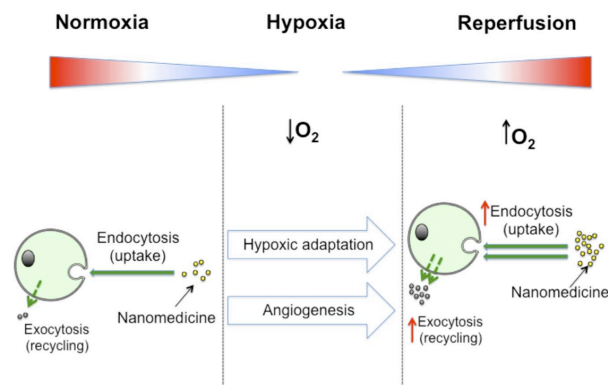 Normoxia
Hypoxia
Reperfusion
↓O₂
↑O₂
Endocytosis
(uptake)
Nanomedicine
Exocytosis
(recycling)
Hypoxic adaptation
Angiogenesis
Endocytosis
(uptake)
Nanomedicine
Exocytosis
(recycling)